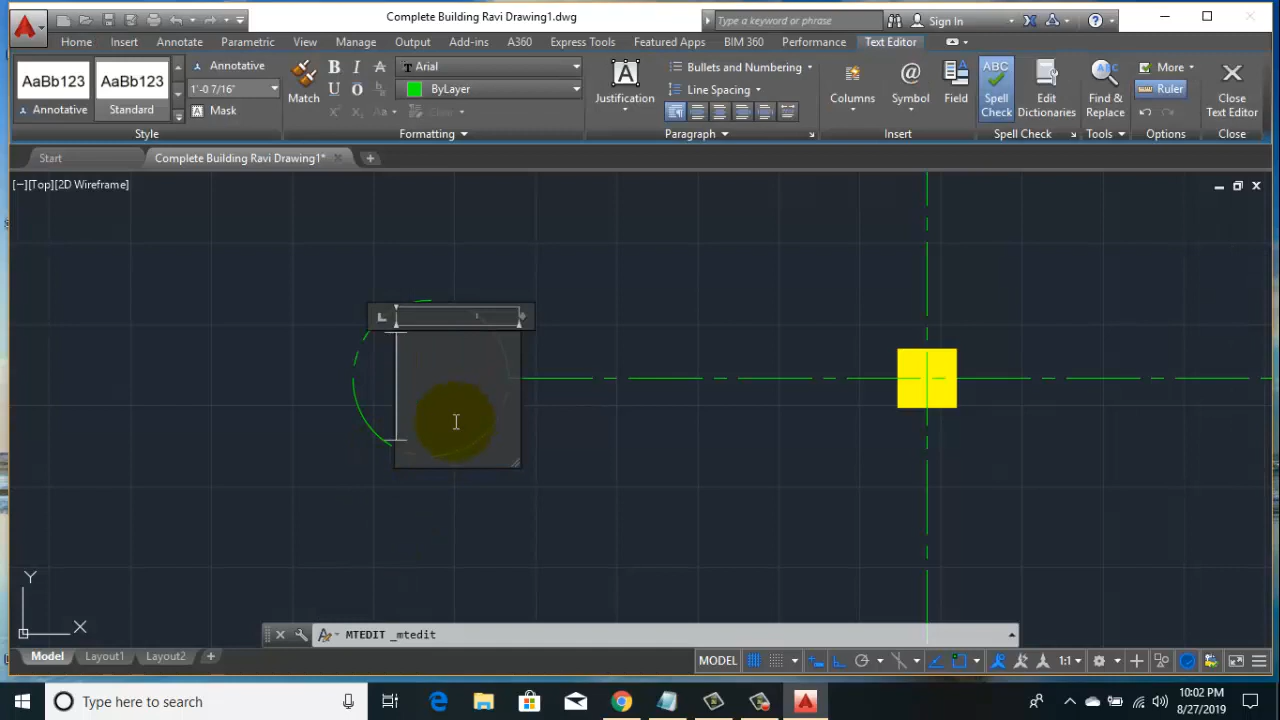 Complete Building Ravi Drawing1.dwg
Type a keyword or phrase
Sign In
Home Insert Annotate Parametric View Manage Output Add-ins A360 Express Tools Featured Apps BIM 360 Performance Text Editor
AaBb123 AaBb123
Annotative Standard
Annotative
1'-0 7/16"
Mask
Style
Match
B I A
U O
Arial
ByLayer
Clear
Formatting
Justification
Bullets and Numbering
Line Spacing
Paragraph
Columns Symbol Field
Insert
ABC
Spell
Check
Edit
Dictionaries
Spell Check
Find &
Replace
Tools
More
Ruler
Options
Close
Text Editor
Close
Start Complete Building Ravi Drawing1*
[−][Top][2D Wireframe]
Y
X
MTEDIT _mtedit
Model Layout1 Layout2
MODEL 1:1
Type here to search
10:02 PM
8/27/2019